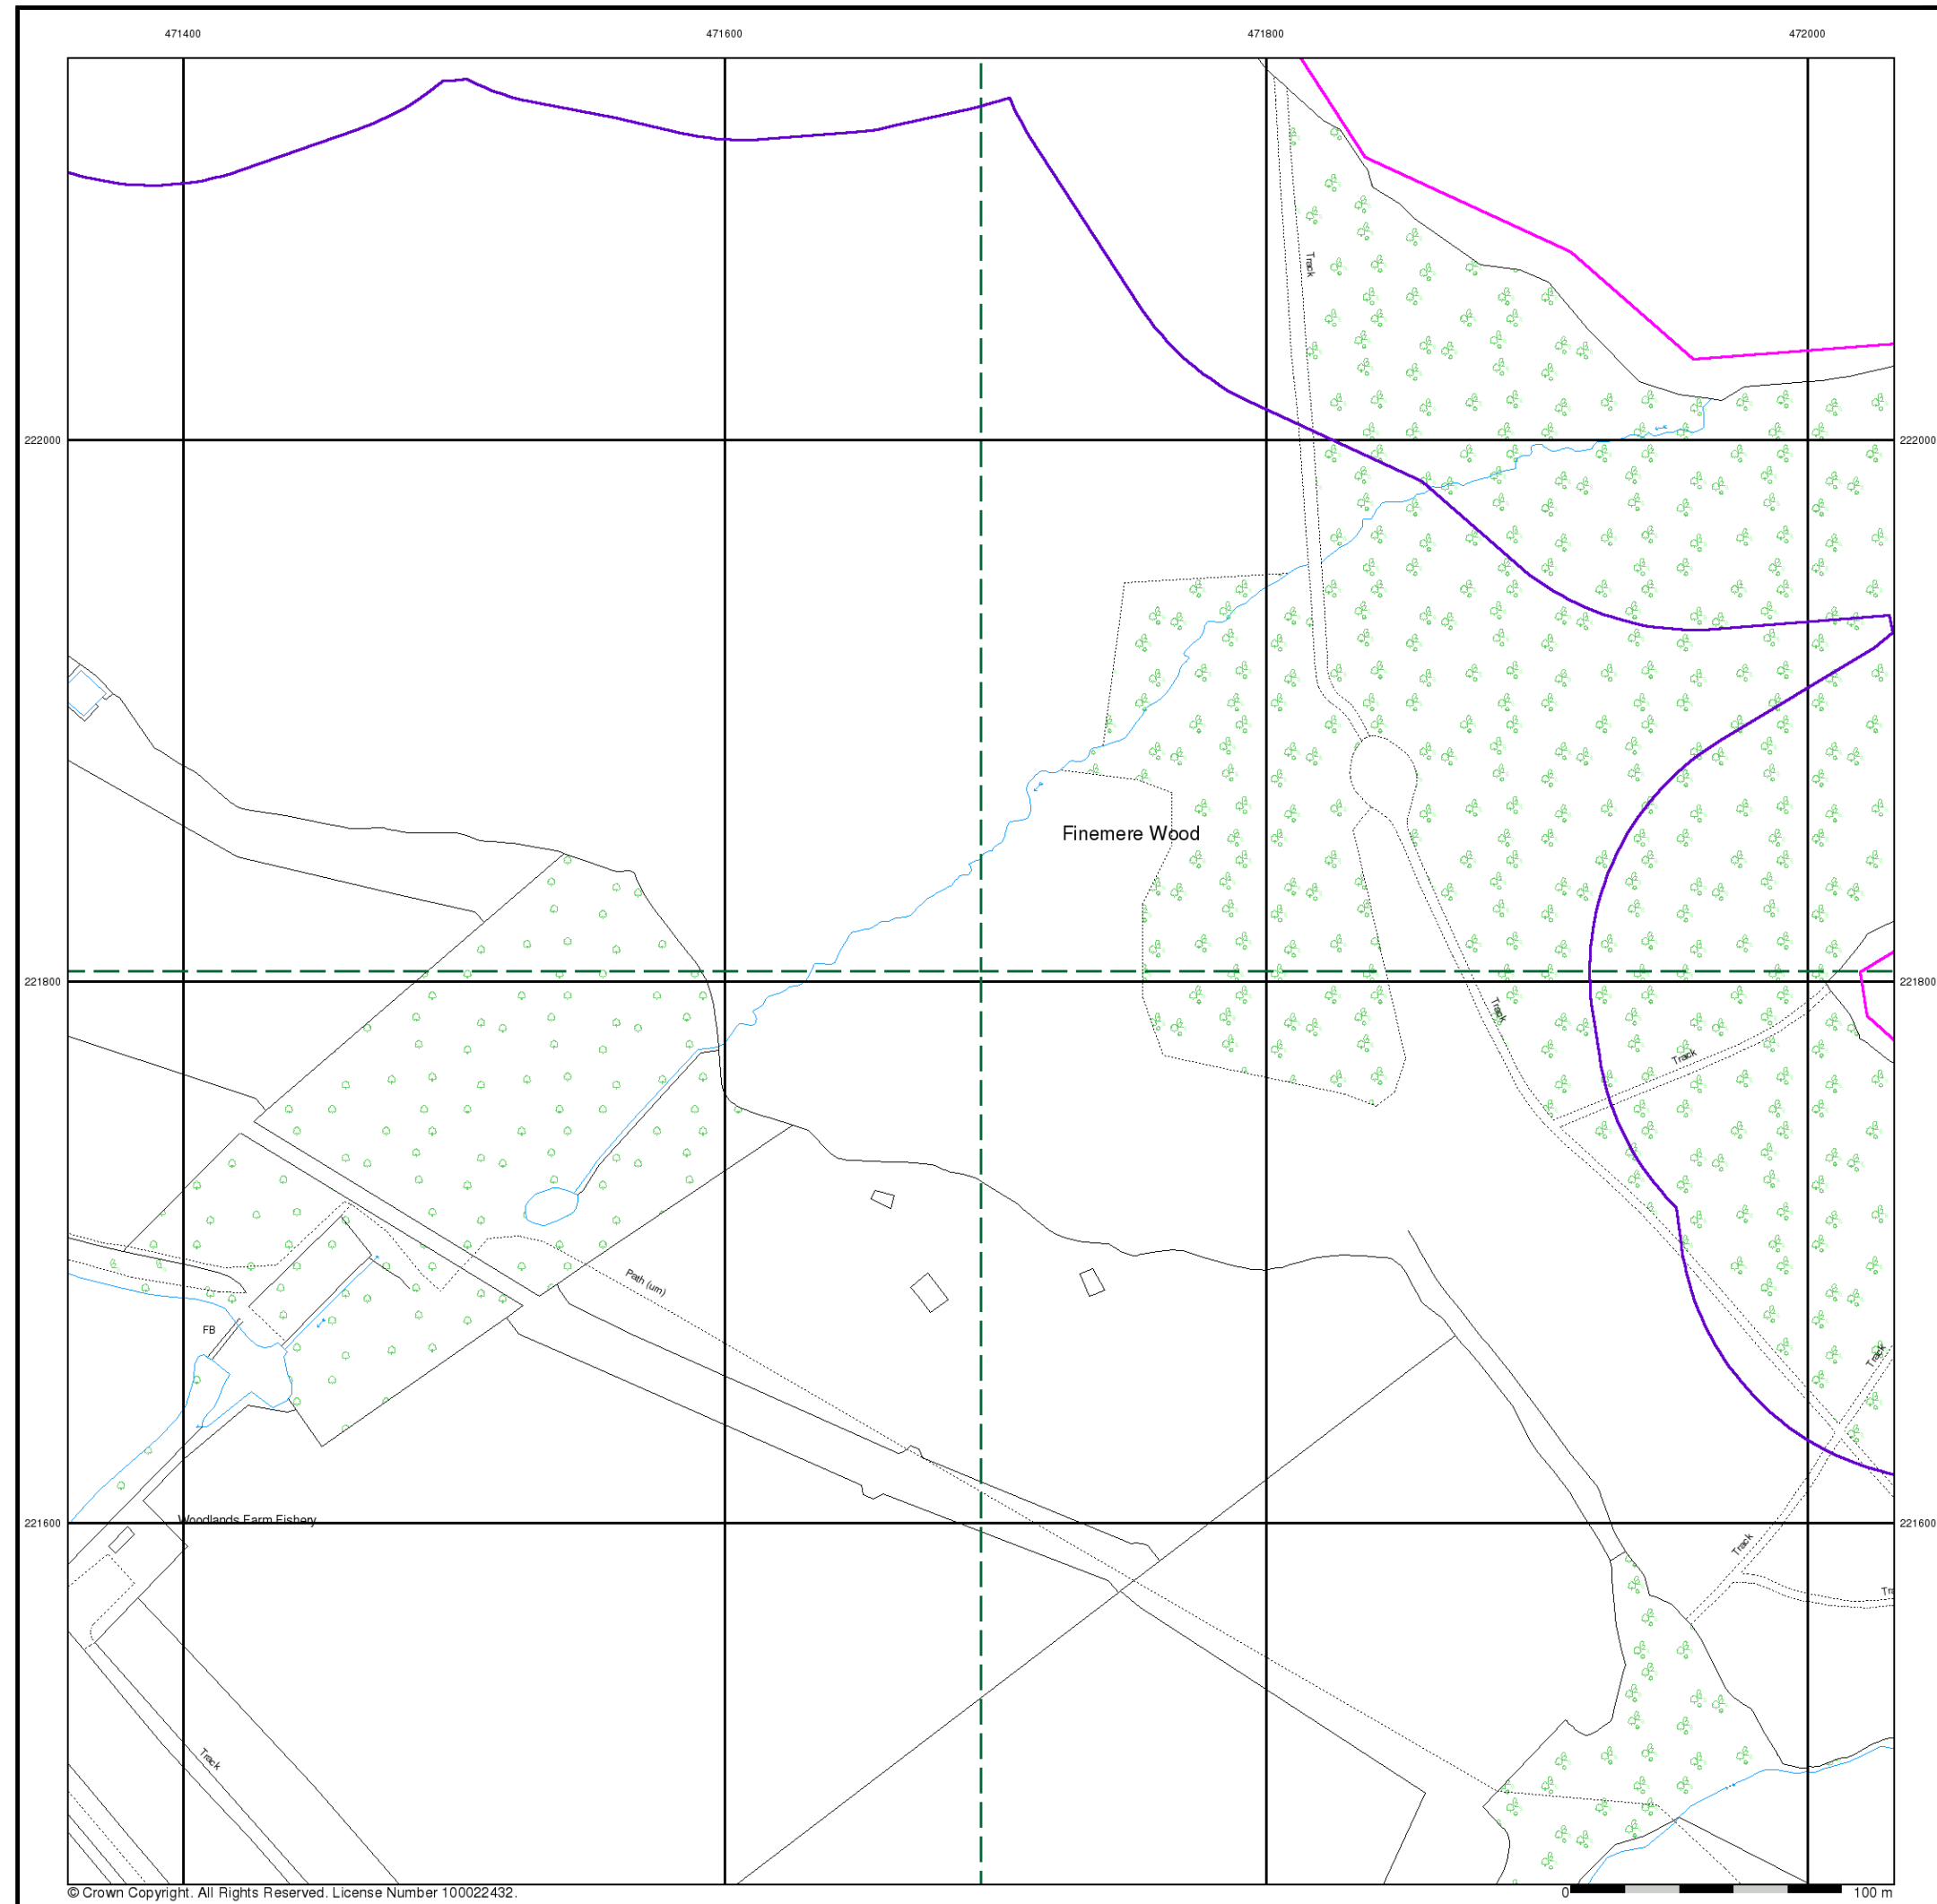 471400 471600 471800 472000
Track
222000 222000
Finemere Wood
221800 221800
Track
Track
Path (um)
FB
Track
Woodlands Farm Fishery
221600 221600
Track
Tra
Track
© Crown Copyright. All Rights Reserved. License Number 100022432.
0 100 m